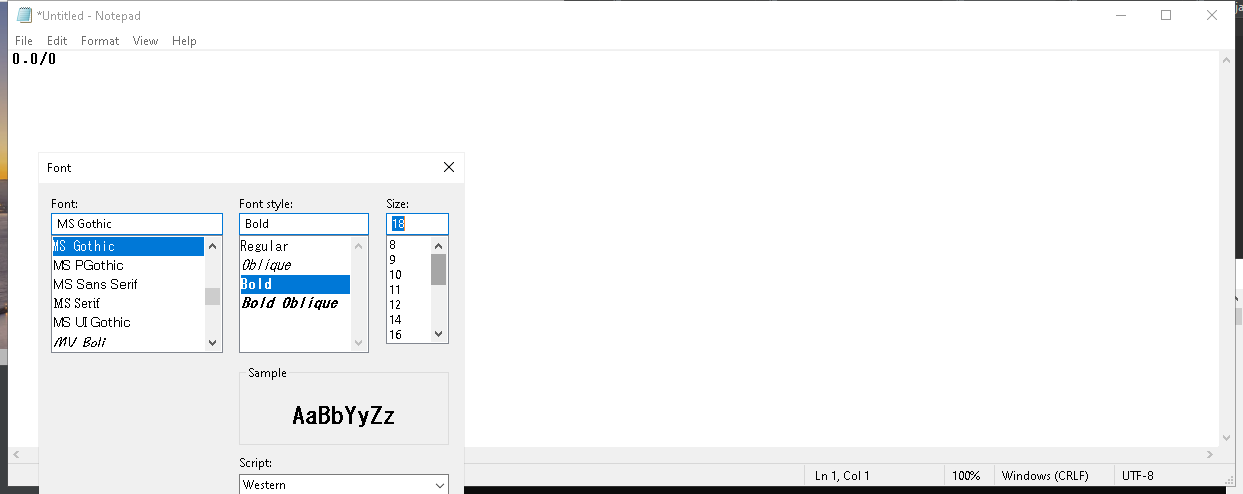 *Untitled - Notepad
File Edit Format View Help
0.0/0
Font
Font: Font style: Size:
MS Gothic Bold 18
MS Gothic Regular 8
MS PGothic Oblique 9
MS Sans Serif Bold 10
MS Serif Bold Oblique 11
MS UI Gothic 12
MV Boli 14
16
Sample
AaBbYyZz
Script:
Western
Ln 1, Col 1 100% Windows (CRLF) UTF-8